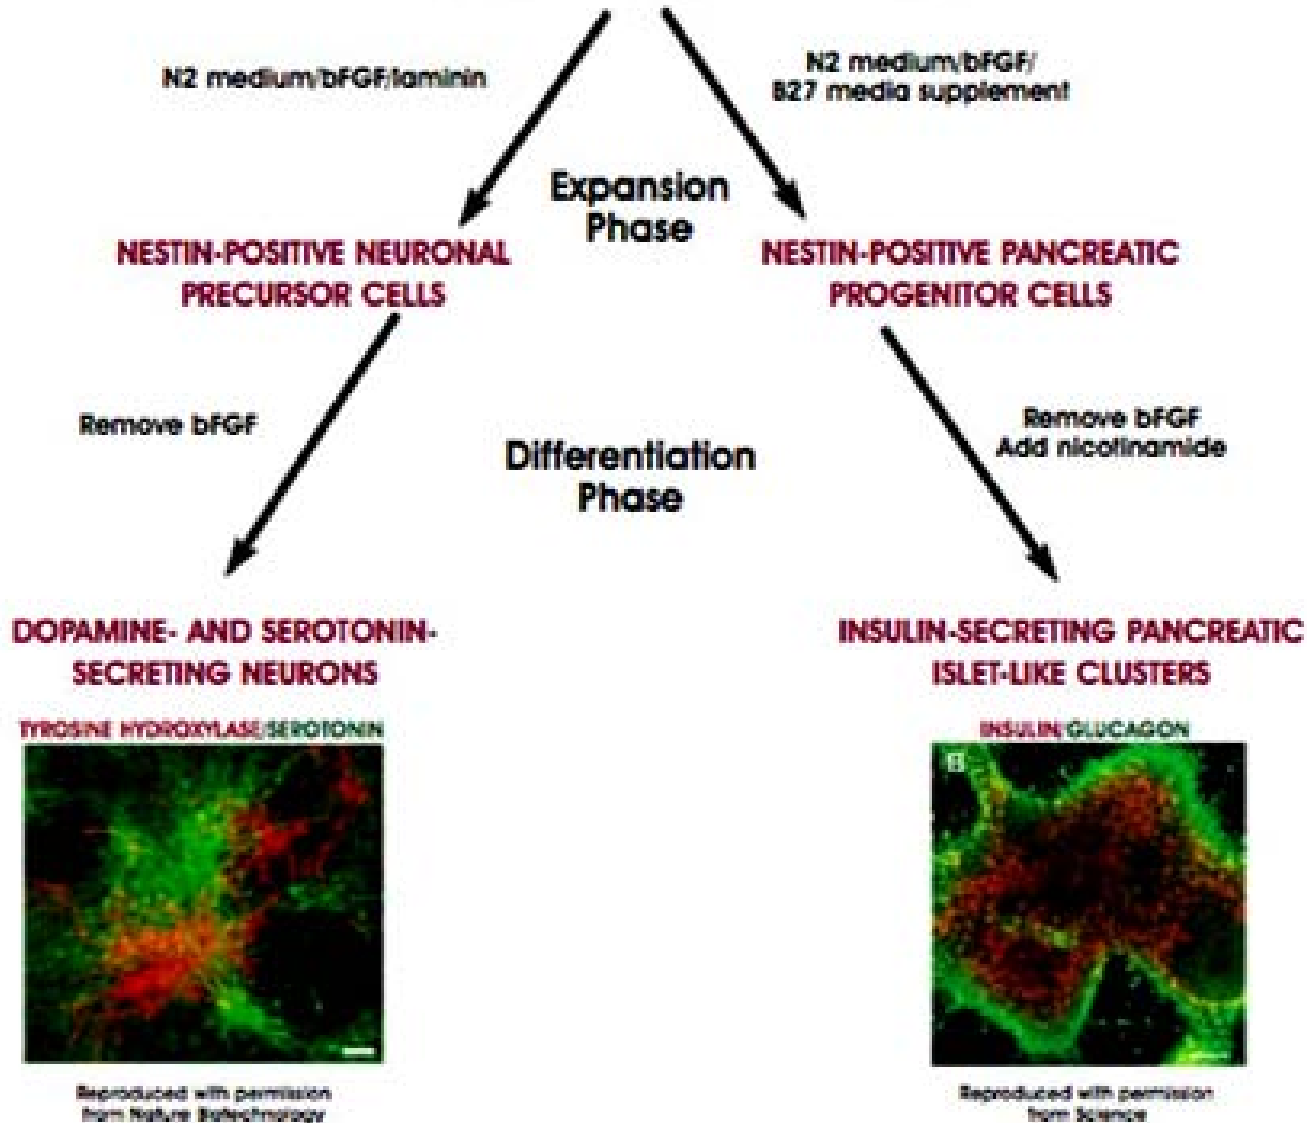 N2 medium/bFGF/laminin
N2 medium/bFGF/
B27 media supplement
Expansion
Phase
NESTIN-POSITIVE NEURONAL
PRECURSOR CELLS
NESTIN-POSITIVE PANCREATIC
PROGENITOR CELLS
Remove bFGF
Differentiation
Phase
Remove bFGF
Add nicotinamide
DOPAMINE- AND SEROTONIN-
SECRETING NEURONS
INSULIN-SECRETING PANCREATIC
ISLET-LIKE CLUSTERS
TYROSINE HYDROXYLASE/SEROTONIN
INSULIN/GLUCAGON
B
Reproduced with permission
from Nature Biotechnology
Reproduced with permission
from Science